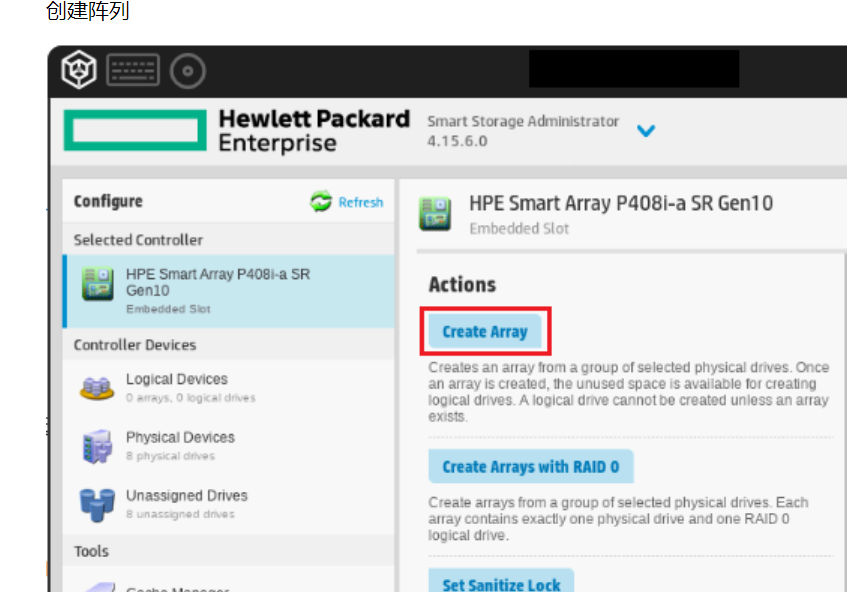 创建阵列
Hewlett Packard
Enterprise
Smart Storage Administrator
4.15.6.0
Configure
Refresh
Selected Controller
HPE Smart Array P408i-a SR
Gen10
Embedded Slot
Controller Devices
Logical Devices
0 arrays, 0 logical drives
Physical Devices
8 physical drives
Unassigned Drives
8 unassigned drives
Tools
HPE Smart Array P408i-a SR Gen10
Embedded Slot
Actions
Create Array
Creates an array from a group of selected physical drives. Once
an array is created, the unused space is available for creating
logical drives. A logical drive cannot be created unless an array
exists.
Create Arrays with RAID 0
Create arrays from a group of selected physical drives. Each
array contains exactly one physical drive and one RAID 0
logical drive.
Set Sanitize Lock